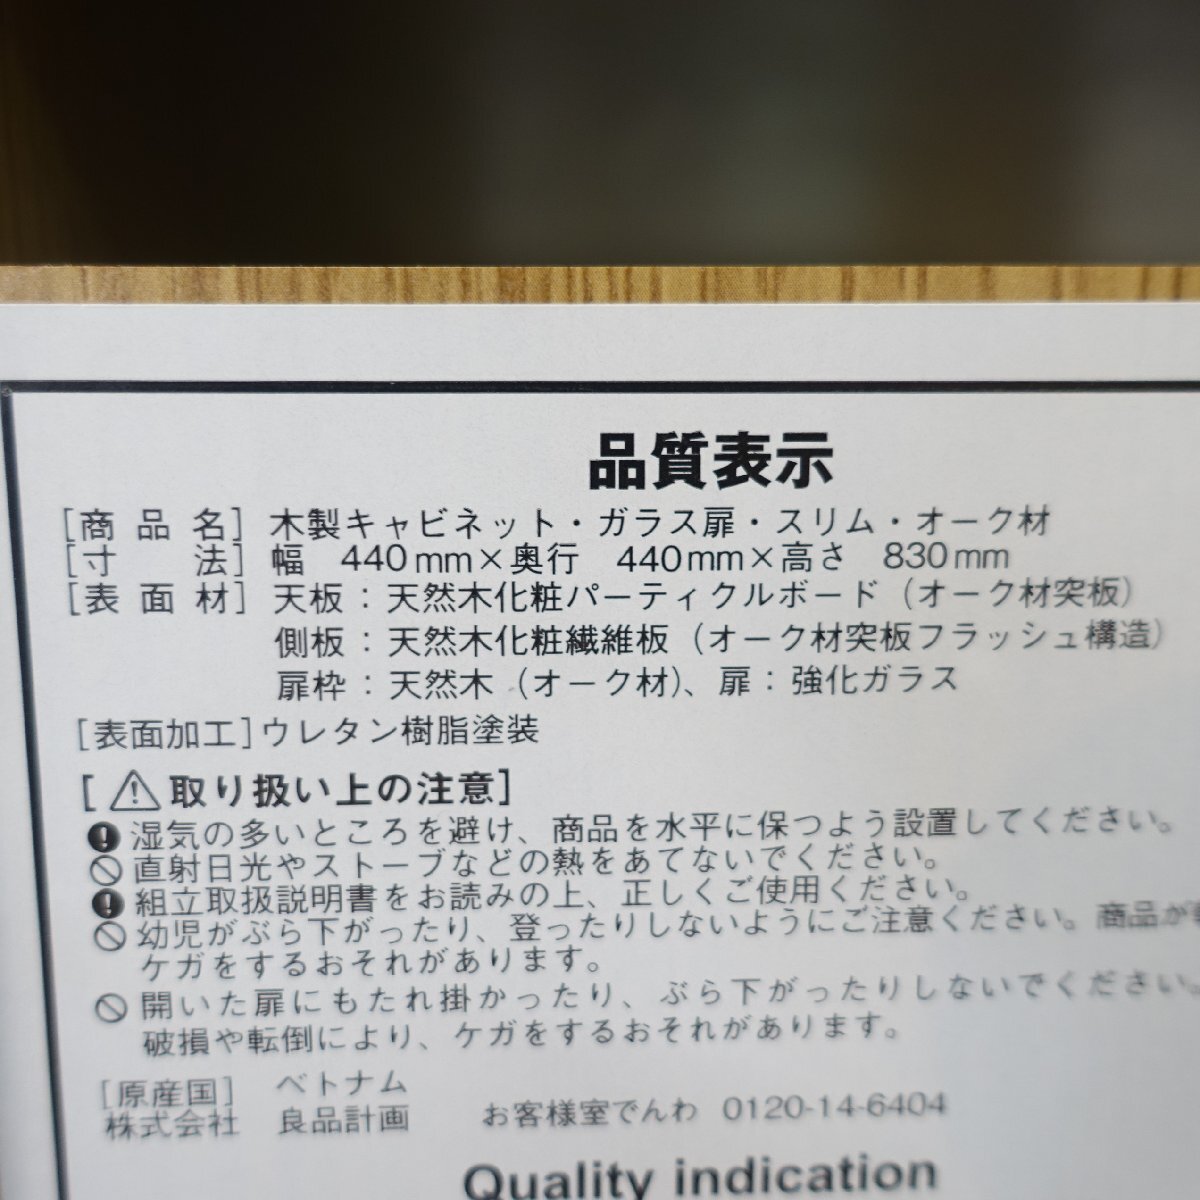 品質表示
[商品名] 木製キャビネット・ガラス扉・スリム・オーク材
[寸　法] 幅　440mm×奥行　440mm×高さ　830mm
[表面材] 天板：天然木化粧パーティクルボード（オーク材突板）
側板：天然木化粧繊維板（オーク材突板フラッシュ構造）
扉枠：天然木（オーク材）、扉：強化ガラス
[表面加工]ウレタン樹脂塗装
[⚠取り扱い上の注意]
湿気の多いところを避け、商品を水平に保つよう設置してください。
直射日光やストーブなどの熱をあてないでください。
組立取扱説明書をお読みの上、正しくご使用ください。
幼児がぶら下がったり、登ったりしないようにご注意ください。商品が
ケガをするおそれがあります。
開いた扉にもたれ掛かったり、ぶら下がったりしないでください。
破損や転倒により、ケガをするおそれがあります。
[原産国]　ベトナム
株式会社　良品計画　お客様室でんわ 0120-14-6404
Quality indication